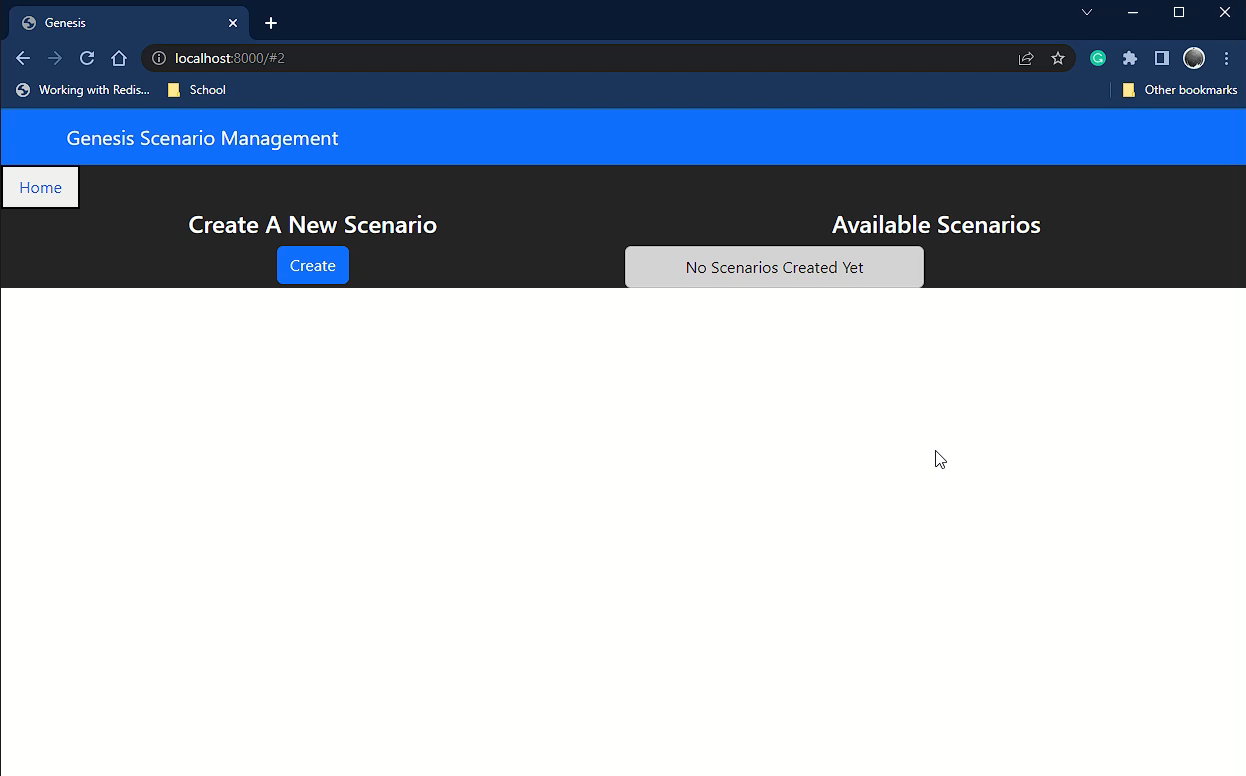 Genesis
localhost:8000/#2
Working with Redis... School Other bookmarks
Genesis Scenario Management
Home
Create A New Scenario Available Scenarios
Create No Scenarios Created Yet